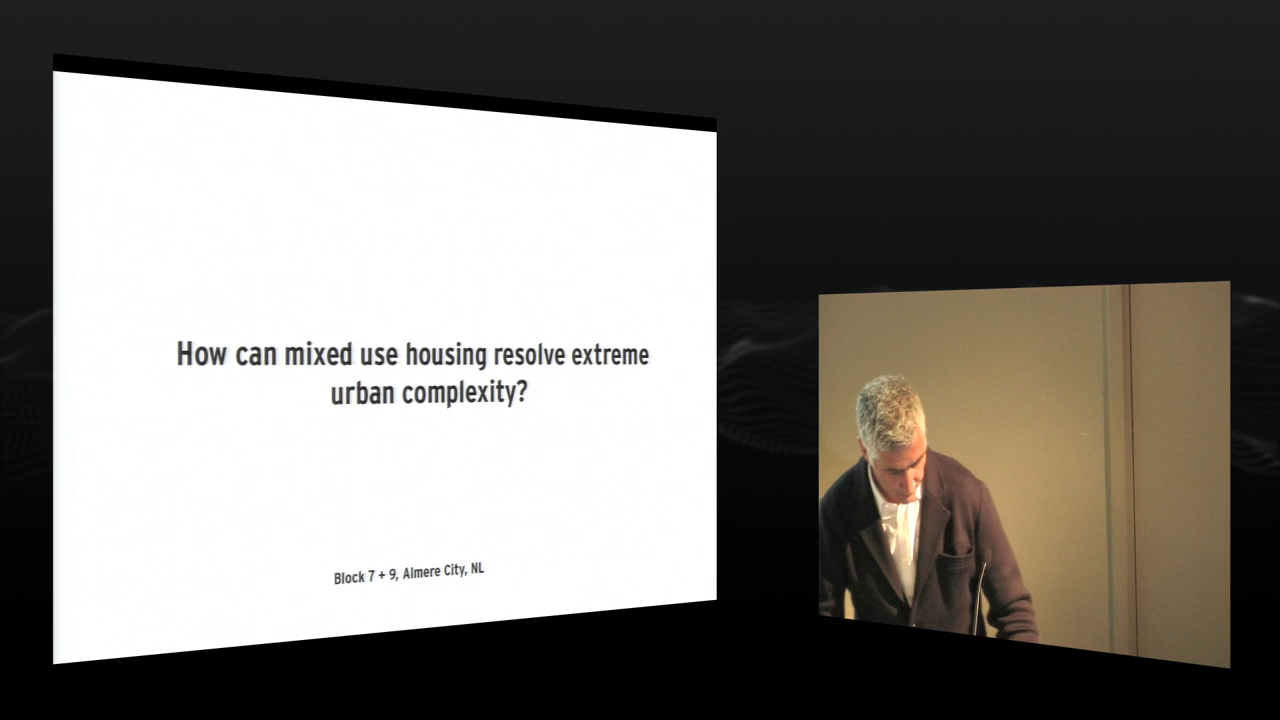 How can mixed use housing resolve extreme
urban complexity?
Block 7 + 9, Almere City, NL